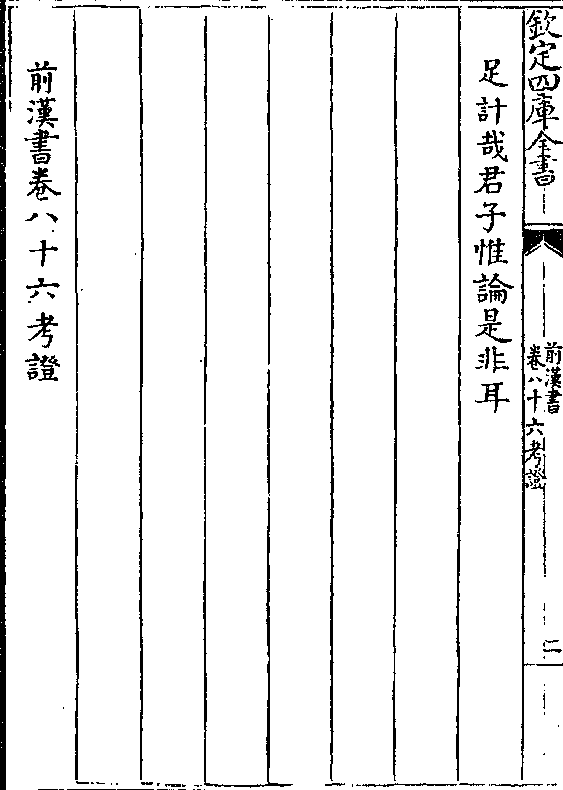 欽定四庫全書
前漢書
卷八十六考證
二
足計哉君子惟論是非耳
前漢書卷八十六考證